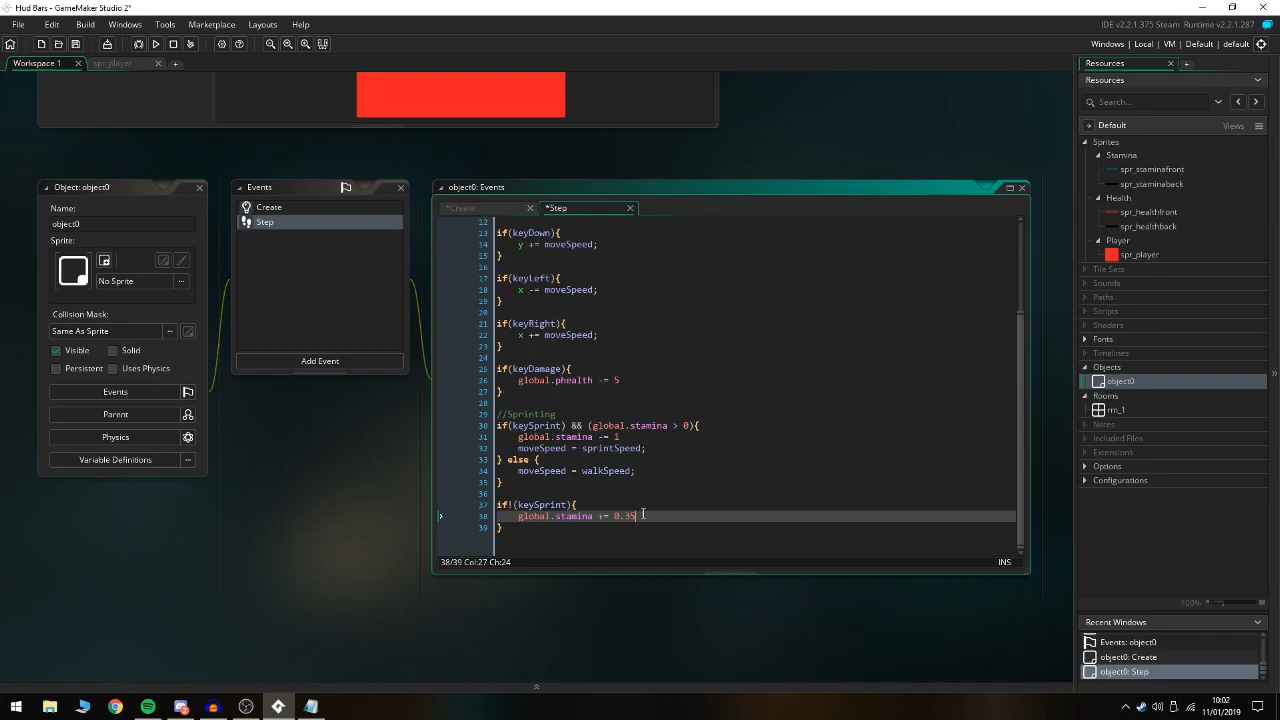 Hud Bars - GameMaker Studio 2*
File Edit Build Windows Tools Marketplace Layouts Help
IDE v2.2.1.375 Steam Runtime v2.2.1.287
Windows | Local | VM | Default | default
Workspace 1
spr_player
Resources
Resources
Search...
Default
Views
Sprites
Stamina
spr_staminafront
spr_staminaback
Health
spr_healthfront
spr_healthback
Player
spr_player
Tile Sets
Sounds
Paths
Scripts
Shaders
Fonts
Timelines
Objects
object0
Rooms
rm_1
Notes
Included Files
Extensions
Options
Configurations
100%
Recent Windows
Events: object0
object0: Create
object0: Step
Object: object0
Name:
object0
Sprite:
No Sprite
Collision Mask:
Same As Sprite
Visible
Solid
Persistent
Uses Physics
Events
Parent
Physics
Variable Definitions
Events
Create
Step
Add Event
object0: Events
*Create
*Step
12
13 if(keyDown){
14 y += moveSpeed;
15 }
16
17 if(keyLeft){
18 x -= moveSpeed;
19 }
20
21 if(keyRight){
22 x += moveSpeed;
23 }
24
25 if(keyDamage){
26 global.phealth -= 5
27 }
28
29 //Sprinting
30 if(keySprint) && (global.stamina > 0){
31 global.stamina -= 1
32 moveSpeed = sprintSpeed;
33 } else {
34 moveSpeed = walkSpeed;
35 }
36
37 if!(keySprint){
38 global.stamina += 0.35
39 }
38/39 Col:27 Ch:24
INS
10:02
11/01/2019